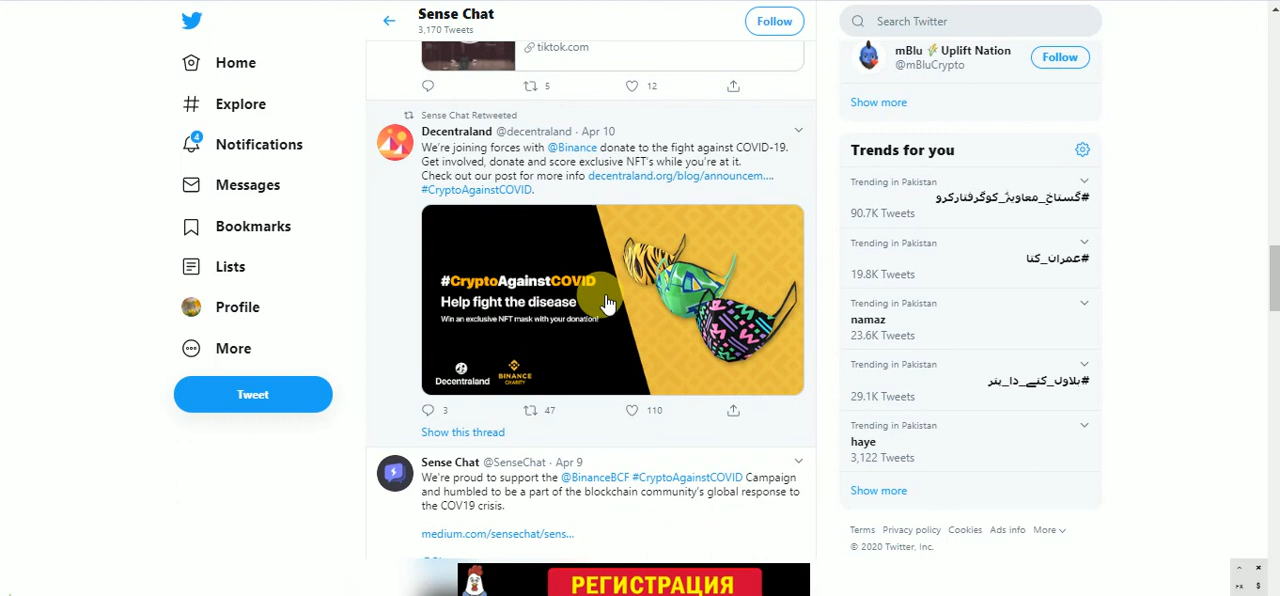 Home
Explore
4
Notifications
Messages
Bookmarks
Lists
Profile
More
Tweet
Sense Chat
3,170 Tweets
Follow
tiktok.com
5
12
Sense Chat Retweeted
Decentraland @decentraland · Apr 10
We're joining forces with @Binance donate to the fight against COVID-19.
Get involved, donate and score exclusive NFT's while you're at it.
Check out our post for more info decentraland.org/blog/announcem....
#CryptoAgainstCOVID.
#CryptoAgainstCOVID
Help fight the disease
Win an exclusive NFT mask with your donation!
Decentraland
BINANCE
CHARITY
3
47
110
Show this thread
Sense Chat @SenseChat · Apr 9
We're proud to support the @BinanceBCF #CryptoAgainstCOVID Campaign
and humbled to be a part of the blockchain community's global response to
the COV19 crisis.
medium.com/sensechat/sens...
РЕГИСТРАЦИЯ
Search Twitter
mBlu ⚡ Uplift Nation
@mBluCrypto
Follow
Show more
Trends for you
Trending in Pakistan
#گستاخ_معاویہؓ_کوگرفتارکرو
90.7K Tweets
Trending in Pakistan
#عمران_کتا
19.8K Tweets
Trending in Pakistan
namaz
23.6K Tweets
Trending in Pakistan
#بلاول_کتے_دا_پتر
29.1K Tweets
Trending in Pakistan
haye
3,122 Tweets
Show more
Terms Privacy policy Cookies Ads info More
© 2020 Twitter, Inc.